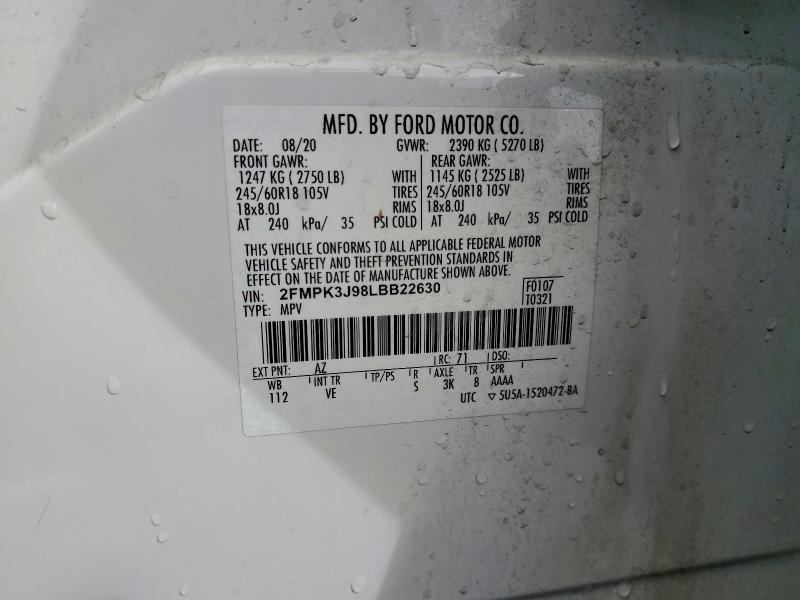 MFD. BY FORD MOTOR CO.
DATE: 08/20 GVWR: 2390 KG ( 5270 LB)
FRONT GAWR: REAR GAWR:
1247 KG ( 2750 LB) WITH 1145 KG ( 2525 LB) WITH
245/60R18 105V TIRES 245/60R18 105V TIRES
18x8.0J RIMS 18x8.0J RIMS
AT 240 kPa/ 35 PSI COLD AT 240 kPa/ 35 PSI COLD
THIS VEHICLE CONFORMS TO ALL APPLICABLE FEDERAL MOTOR
VEHICLE SAFETY AND THEFT PREVENTION STANDARDS IN
EFFECT ON THE DATE OF MANUFACTURE SHOWN ABOVE.
VIN: 2FMPK3J98LBB22630 F0107
TYPE: MPV T0321
EXT PNT: AZ RC: 71 DSO:
WB INT TR TP/PS R AXLE TR SPR
112 VE S 3K 8 AAAA
UTC ▽ 5U5A-1520472-BA